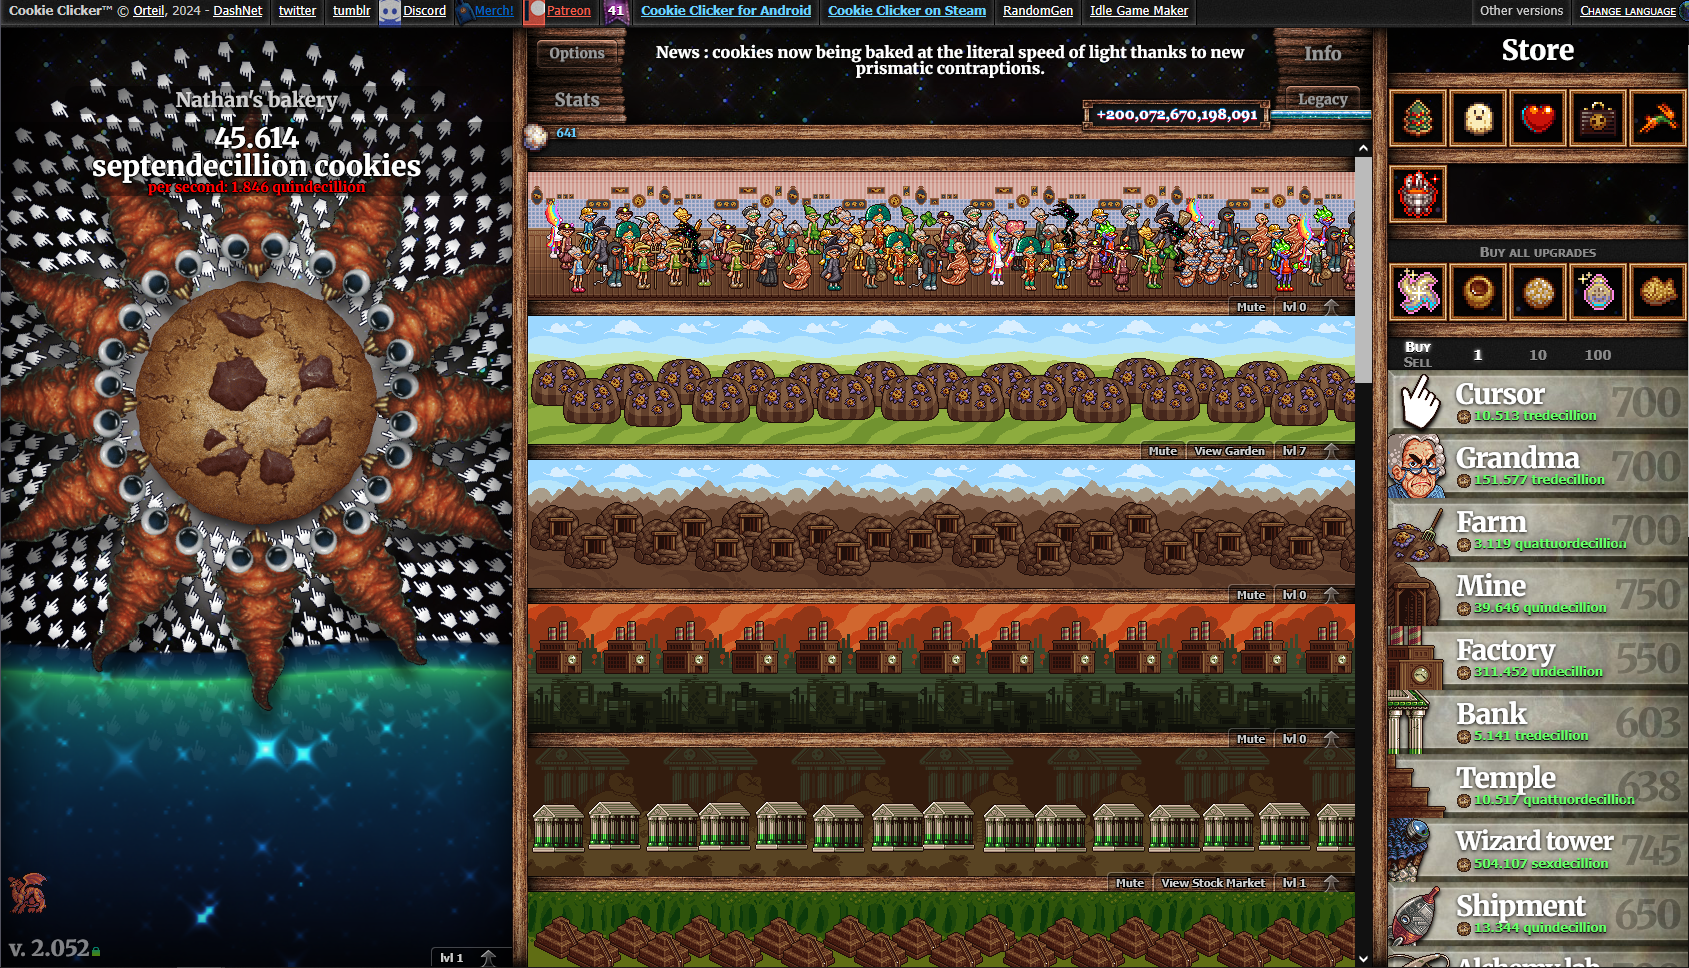 Cookie Clicker™ © Orteil, 2024 - DashNet
twitter
tumblr
Discord
Merch!
Patreon
41
Cookie Clicker for Android
Cookie Clicker on Steam
RandomGen
Idle Game Maker
Other versions
Change language
Nathan's bakery
45.614
septendecillion cookies
per second: 1.846 quindecillion
v. 2.052
lvl 1
Options
Stats
News : cookies now being baked at the literal speed of light thanks to new
prismatic contraptions.
Info
Legacy
+200,072,670,198,091
641
Mute
lvl 0
Mute
View Garden
lvl 7
Mute
lvl 0
Mute
lvl 0
Mute
View Stock Market
lvl 1
Store
Buy all upgrades
Buy
Sell
1
10
100
Cursor
10.513 tredecillion
700
Grandma
151.577 tredecillion
700
Farm
3.119 quattuordecillion
700
Mine
39.646 quindecillion
750
Factory
311.452 undecillion
550
Bank
5.141 tredecillion
603
Temple
10.517 quattuordecillion
638
Wizard tower
504.107 sexdecillion
745
Shipment
13.344 quindecillion
650
Alchemy lab